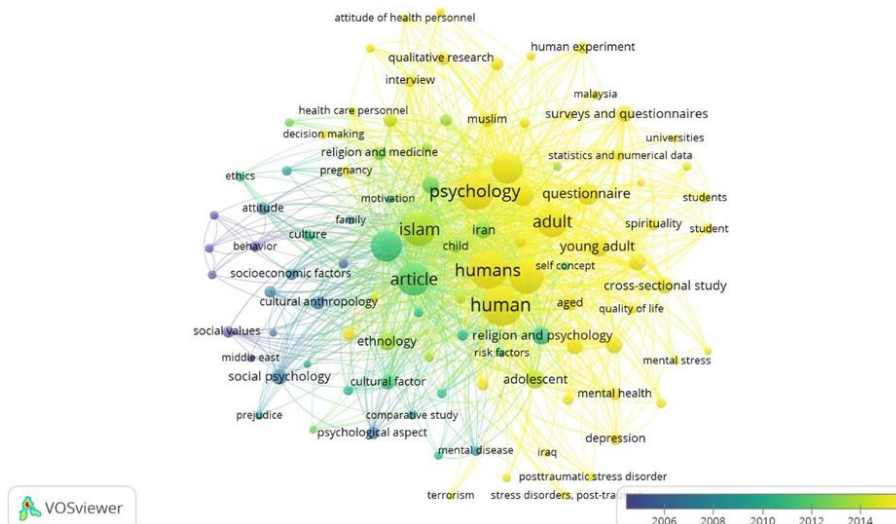 attitude of health personnel
qualitative research
human experiment
interview
malaysia
health care personnel
muslim
surveys and questionnaires
decision making
universities
religion and medicine
statistics and numerical data
ethics
pregnancy
psychology
questionnaire
students
motivation
attitude
family
islam
iran
adult
spirituality
student
culture
behavior
child
young adult
socioeconomic factors
article
humans
self concept
cross-sectional study
cultural anthropology
human
aged
quality of life
social values
ethnology
religion and psychology
middle east
risk factors
mental stress
social psychology
cultural factor
adolescent
mental health
prejudice
comparative study
psychological aspect
depression
mental disease
iraq
posttraumatic stress disorder
terrorism
stress disorders, post-trau
VOSviewer
2006 2008 2010 2012 2014